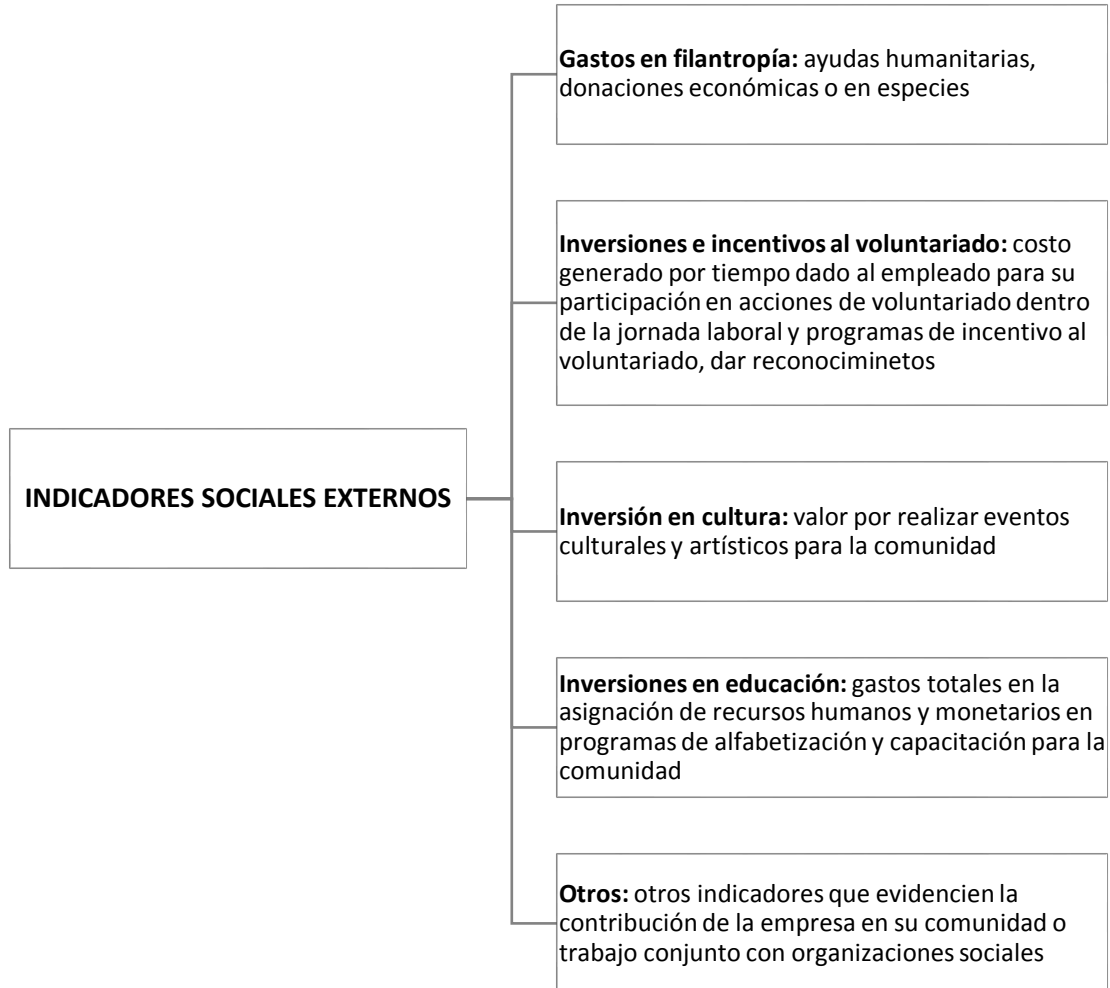 Gastos en filantropía: ayudas humanitarias,
donaciones económicas o en especies
Inversiones e incentivos al voluntariado: costo
generado por tiempo dado al empleado para su
participación en acciones de voluntariado dentro
de la jornada laboral y programas de incentivo al
voluntariado, dar reconociminetos
INDICADORES SOCIALES EXTERNOS
Inversión en cultura: valor por realizar eventos
culturales y artísticos para la comunidad
Inversiones en educación: gastos totales en la
asignación de recursos humanos y monetarios en
programas de alfabetización y capacitación para la
comunidad
Otros: otros indicadores que evidencien la
contribución de la empresa en su comunidad o
trabajo conjunto con organizaciones sociales